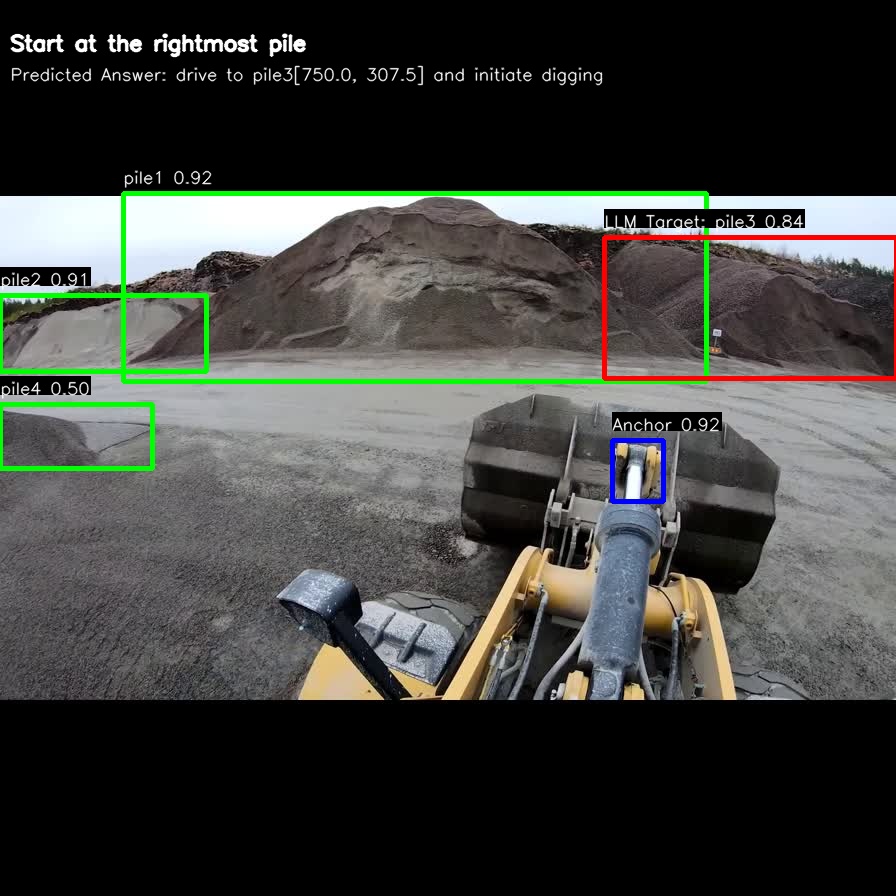 Start at the rightmost pile
Predicted Answer: drive to pile3[750.0, 307.5] and initiate digging
pile1 0.92
LLM Target: pile3 0.84
pile2 0.91
pile4 0.50
Anchor 0.92